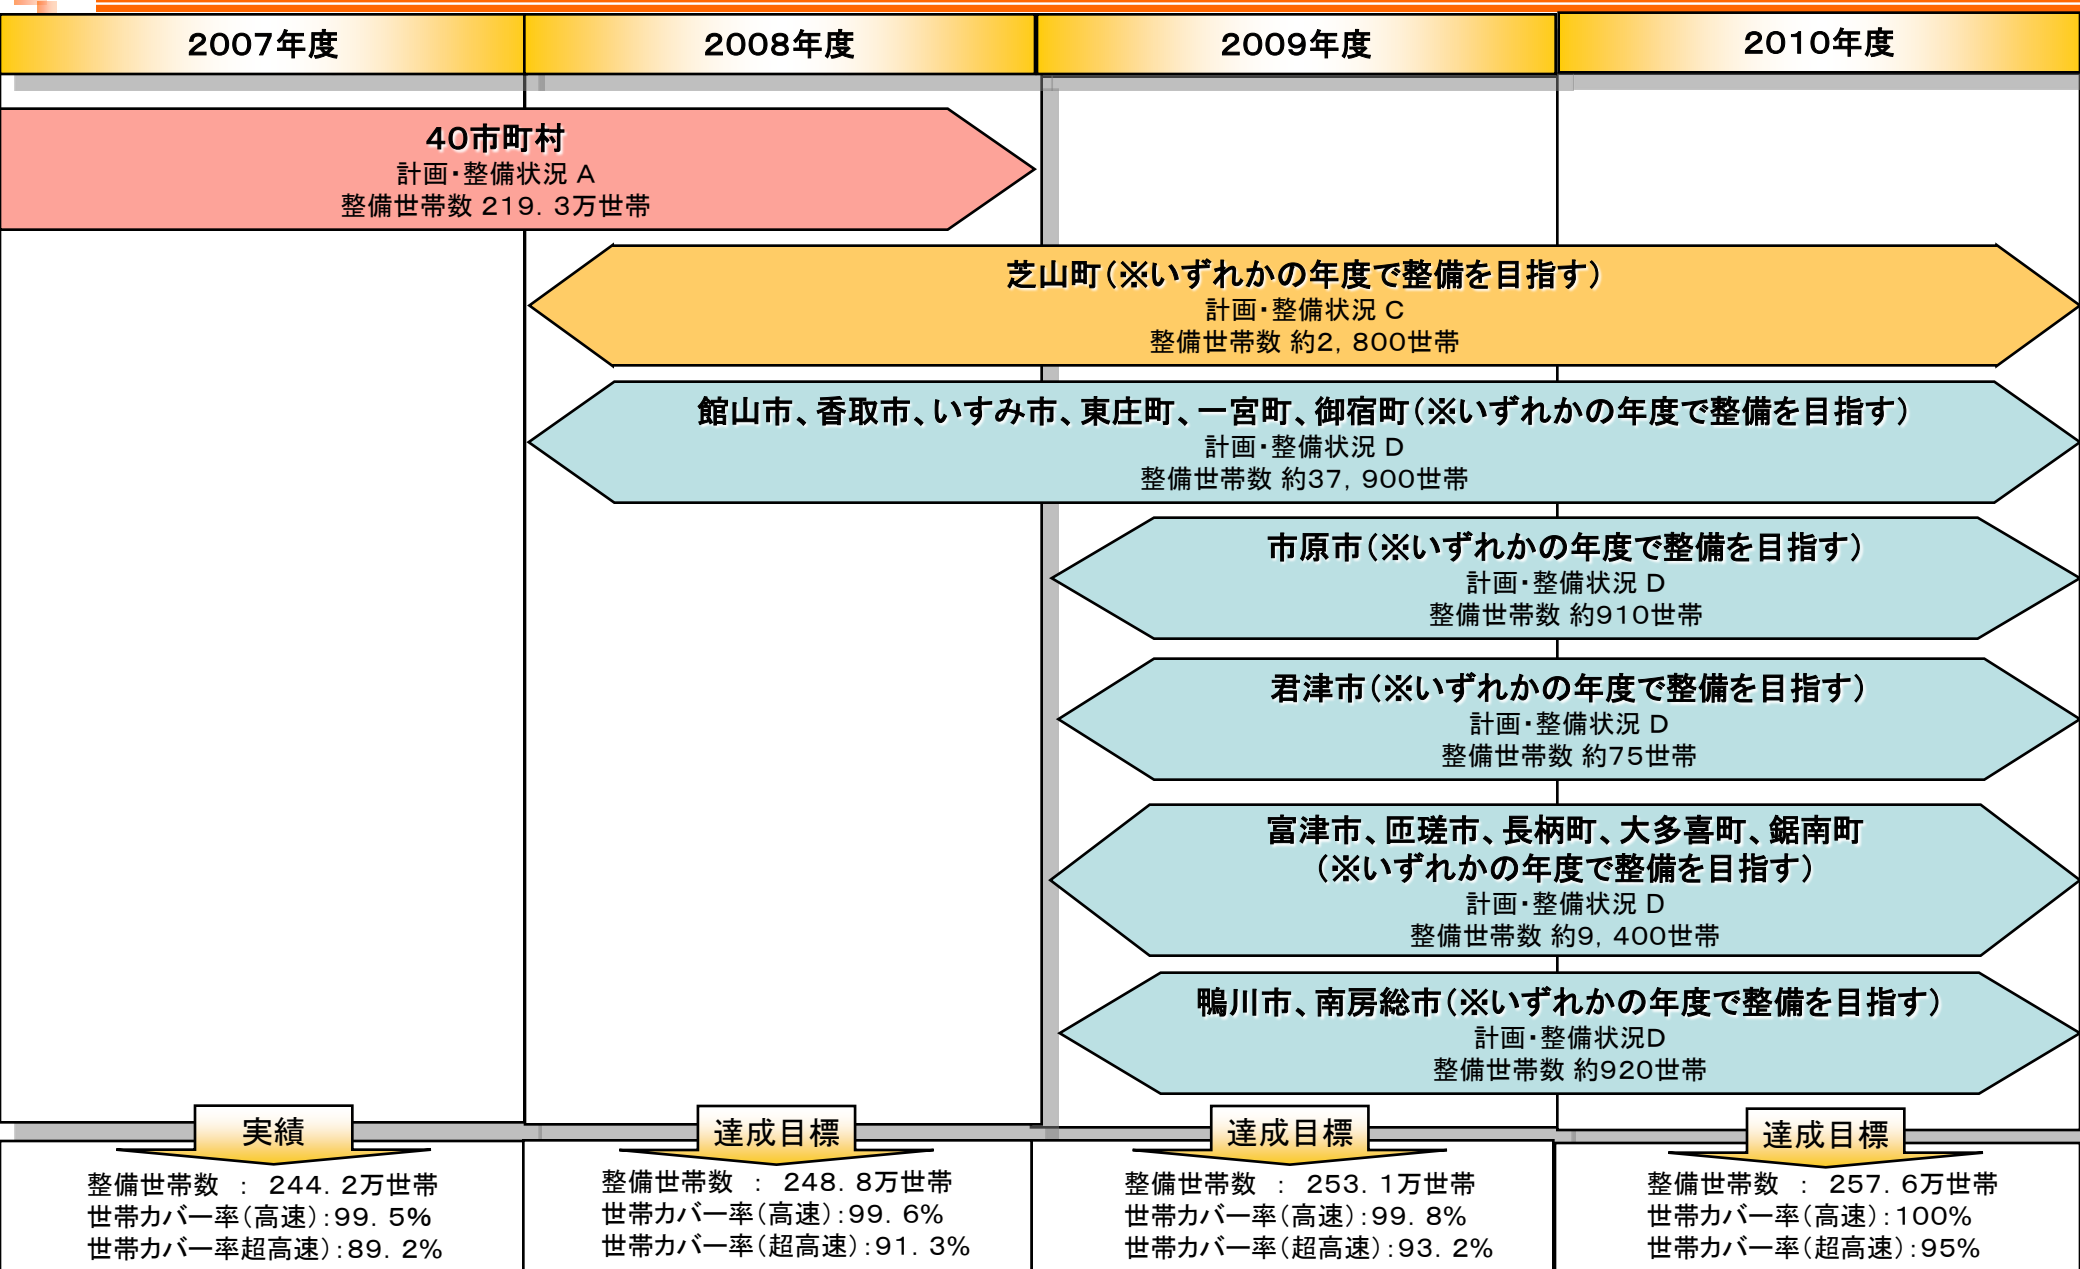 2007年度
2008年度
2009年度
2010年度
40市町村
計画・整備状況 A
整備世帯数 219．3万世帯
芝山町（※いずれかの年度で整備を目指す）
計画・整備状況 C
整備世帯数 約2，800世帯
館山市、香取市、いすみ市、東庄町、一宮町、御宿町（※いずれかの年度で整備を目指す）
計画・整備状況 D
整備世帯数 約37，900世帯
市原市（※いずれかの年度で整備を目指す）
計画・整備状況 D
整備世帯数 約910世帯
君津市（※いずれかの年度で整備を目指す）
計画・整備状況 D
整備世帯数 約75世帯
富津市、匝瑳市、長柄町、大多喜町、鋸南町
（※いずれかの年度で整備を目指す）
計画・整備状況 D
整備世帯数 約9，400世帯
鴨川市、南房総市（※いずれかの年度で整備を目指す）
計画・整備状況D
整備世帯数 約920世帯
実績
整備世帯数 ： 244．2万世帯
世帯カバー率（高速）：99．5%
世帯カバー率超高速）：89．2%
達成目標
整備世帯数 ： 248．8万世帯
世帯カバー率（高速）：99．6%
世帯カバー率（超高速）：91．3%
達成目標
整備世帯数 ： 253．1万世帯
世帯カバー率（高速）：99．8%
世帯カバー率（超高速）：93．2%
達成目標
整備世帯数 ： 257．6万世帯
世帯カバー率（高速）：100%
世帯カバー率（超高速）：95%